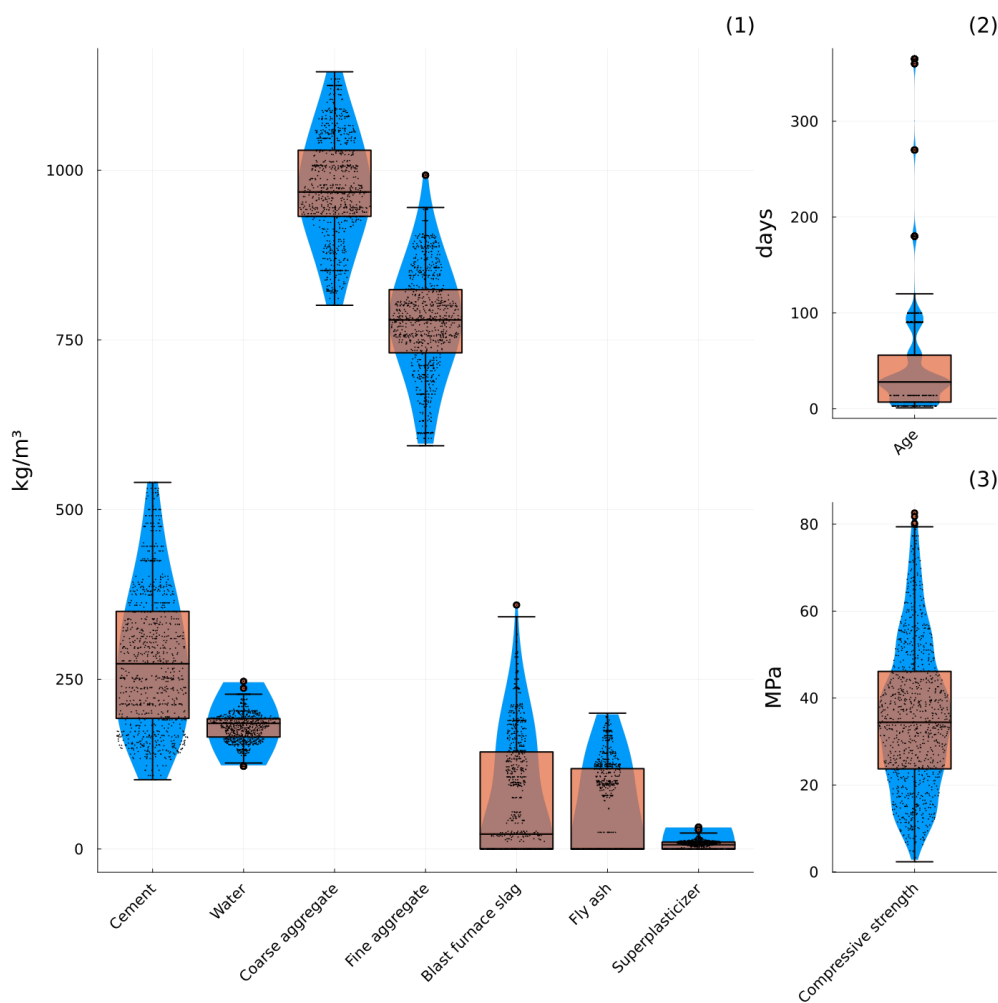 (1)
kg/m³
1000
750
500
250
0
Cement
Water
Coarse aggregate
Fine aggregate
Blast furnace slag
Fly ash
Superplasticizer
(2)
days
300
200
100
0
Age
(3)
MPa
80
60
40
20
0
Compressive strength